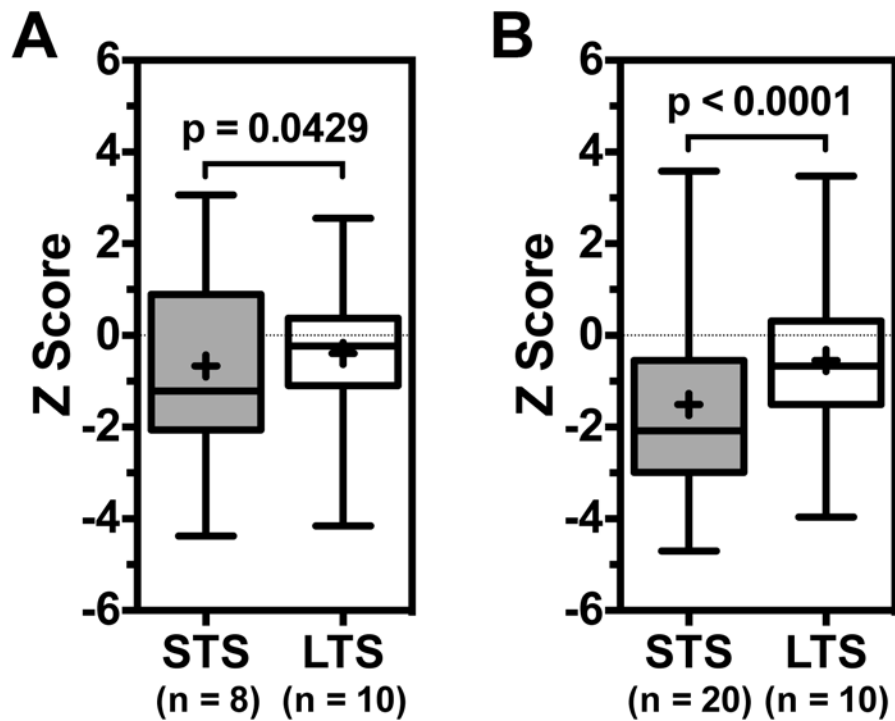 A
Z Score
6
4
2
0
-2
-4
-6
p = 0.0429
STS
(n = 8)
LTS
(n = 10)
B
Z Score
6
4
2
0
-2
-4
-6
p < 0.0001
STS
(n = 20)
LTS
(n = 10)